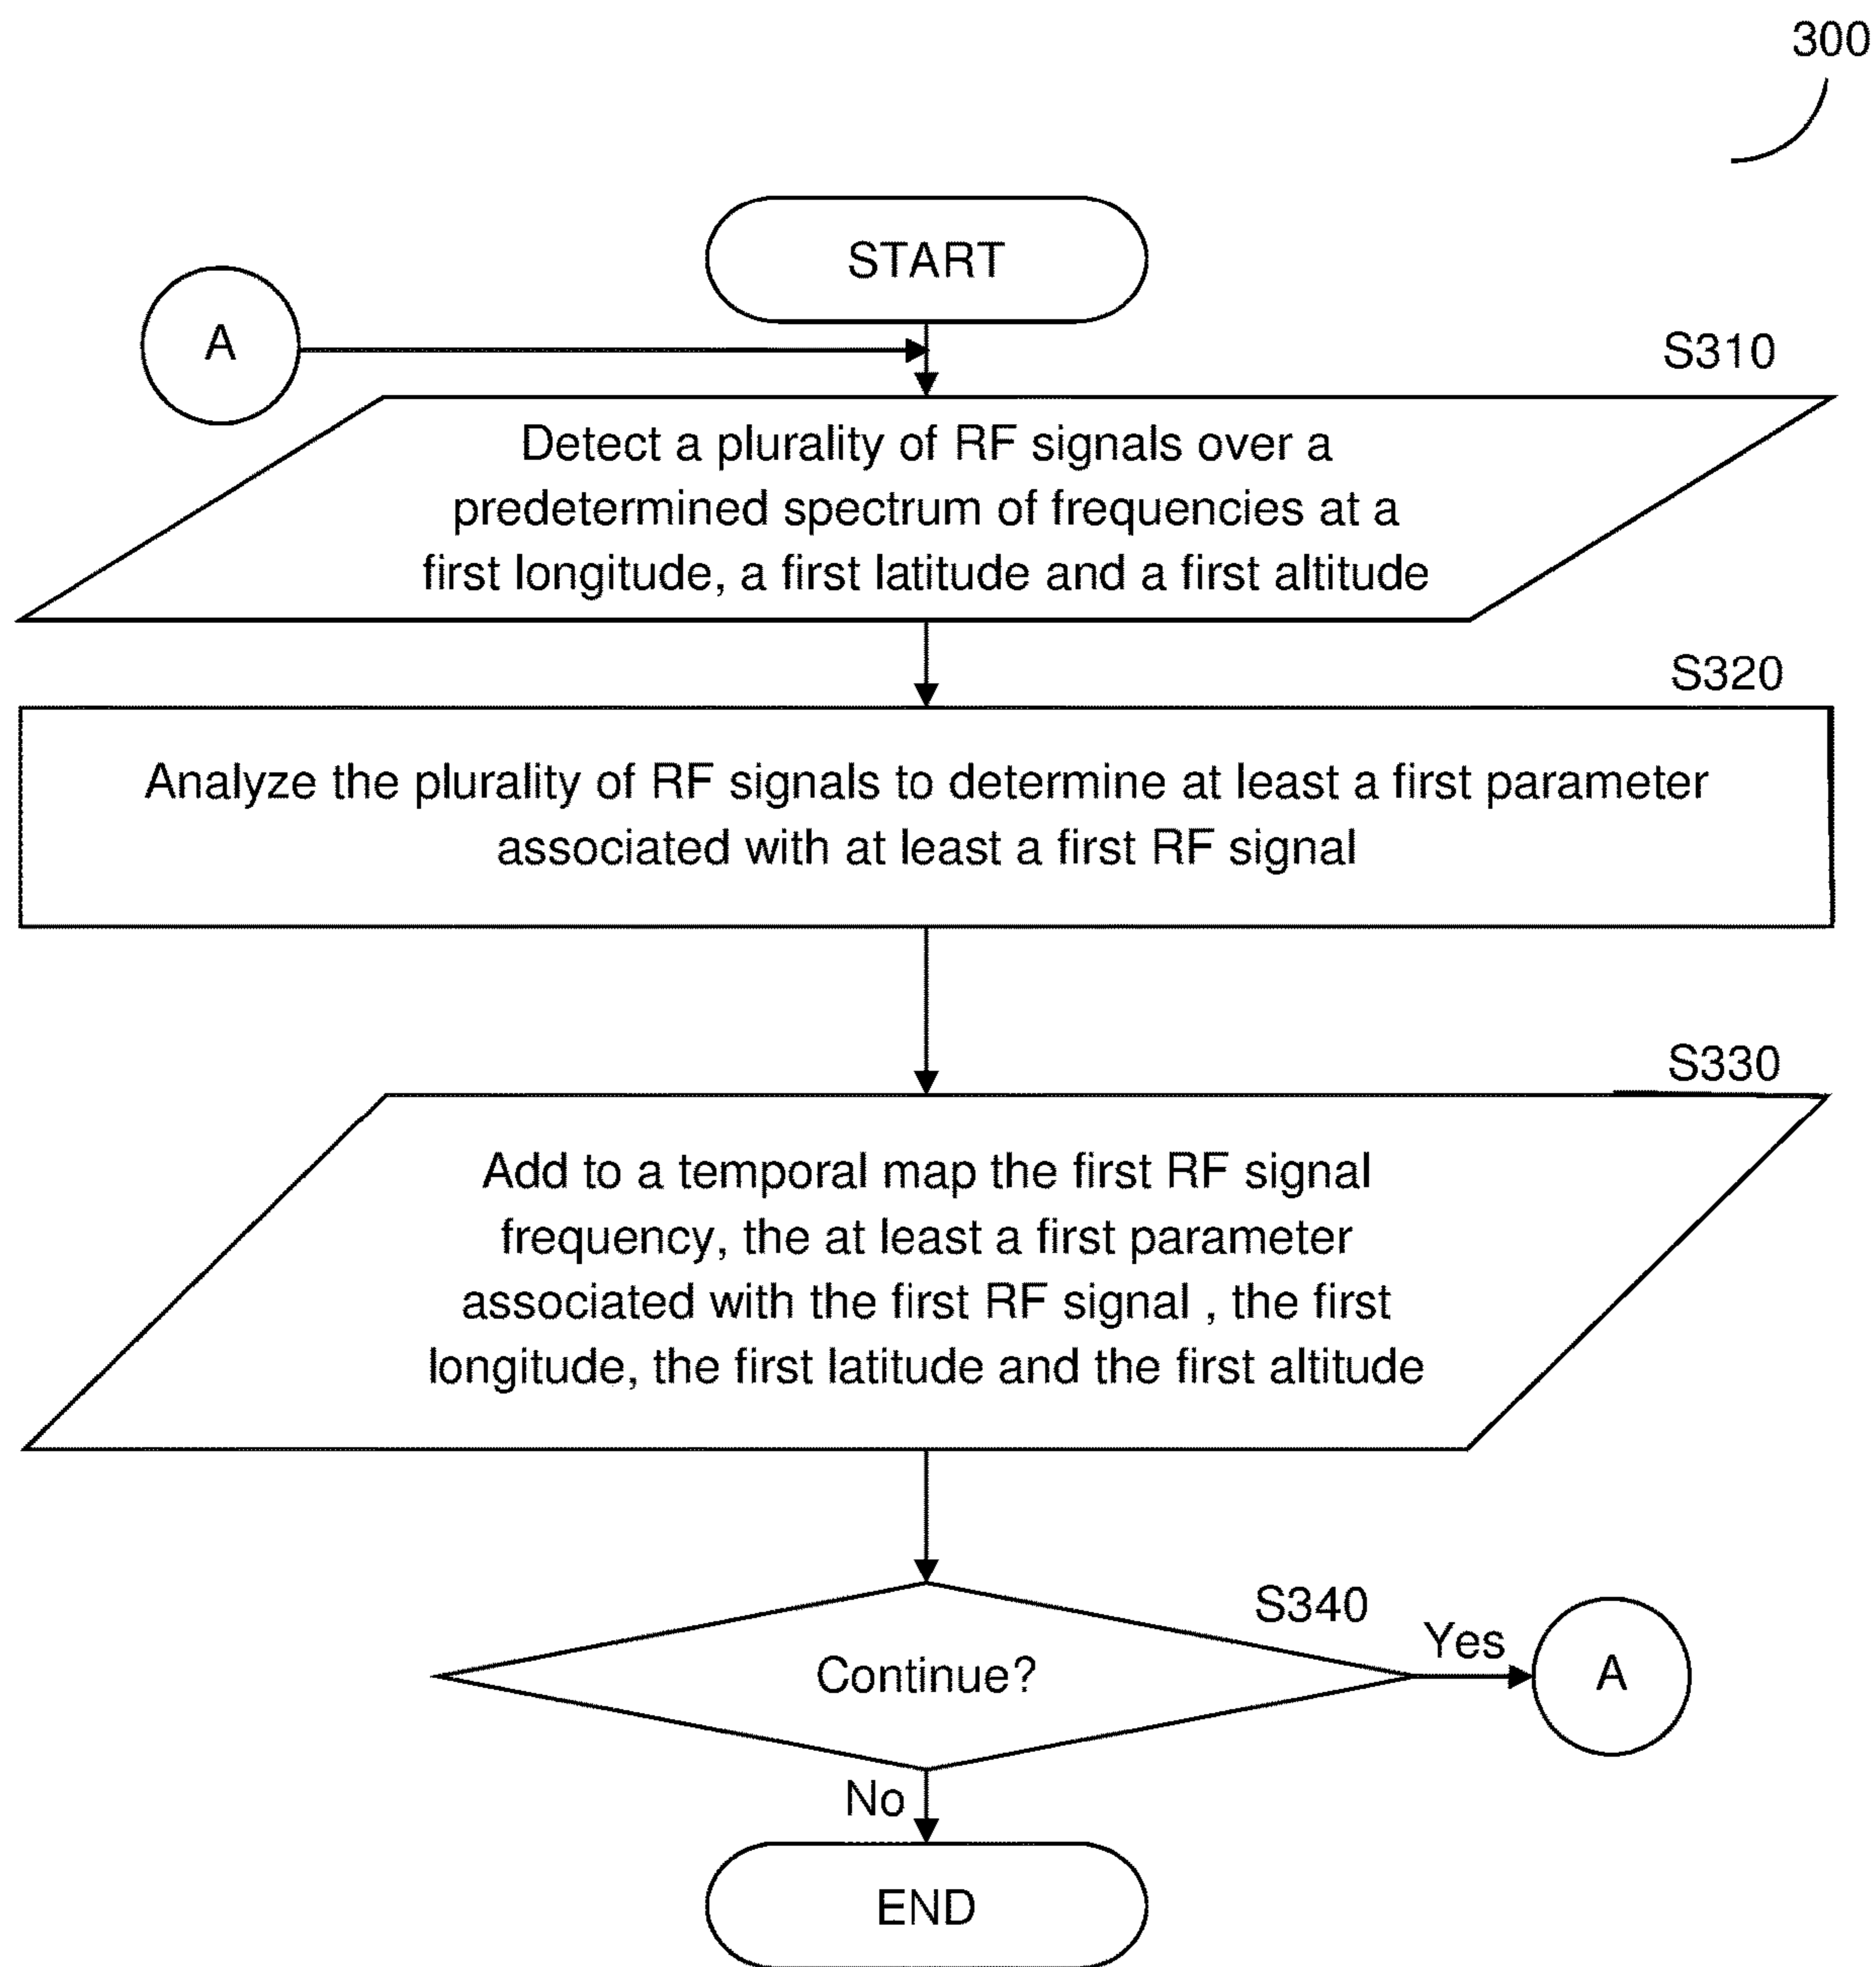 300
START
A
S310
Detect a plurality of RF signals over a
predetermined spectrum of frequencies at a
first longitude, a first latitude and a first altitude
S320
Analyze the plurality of RF signals to determine at least a first parameter
associated with at least a first RF signal
S330
Add to a temporal map the first RF signal
frequency, the at least a first parameter
associated with the first RF signal , the first
longitude, the first latitude and the first altitude
S340
Continue?
Yes
A
No
END